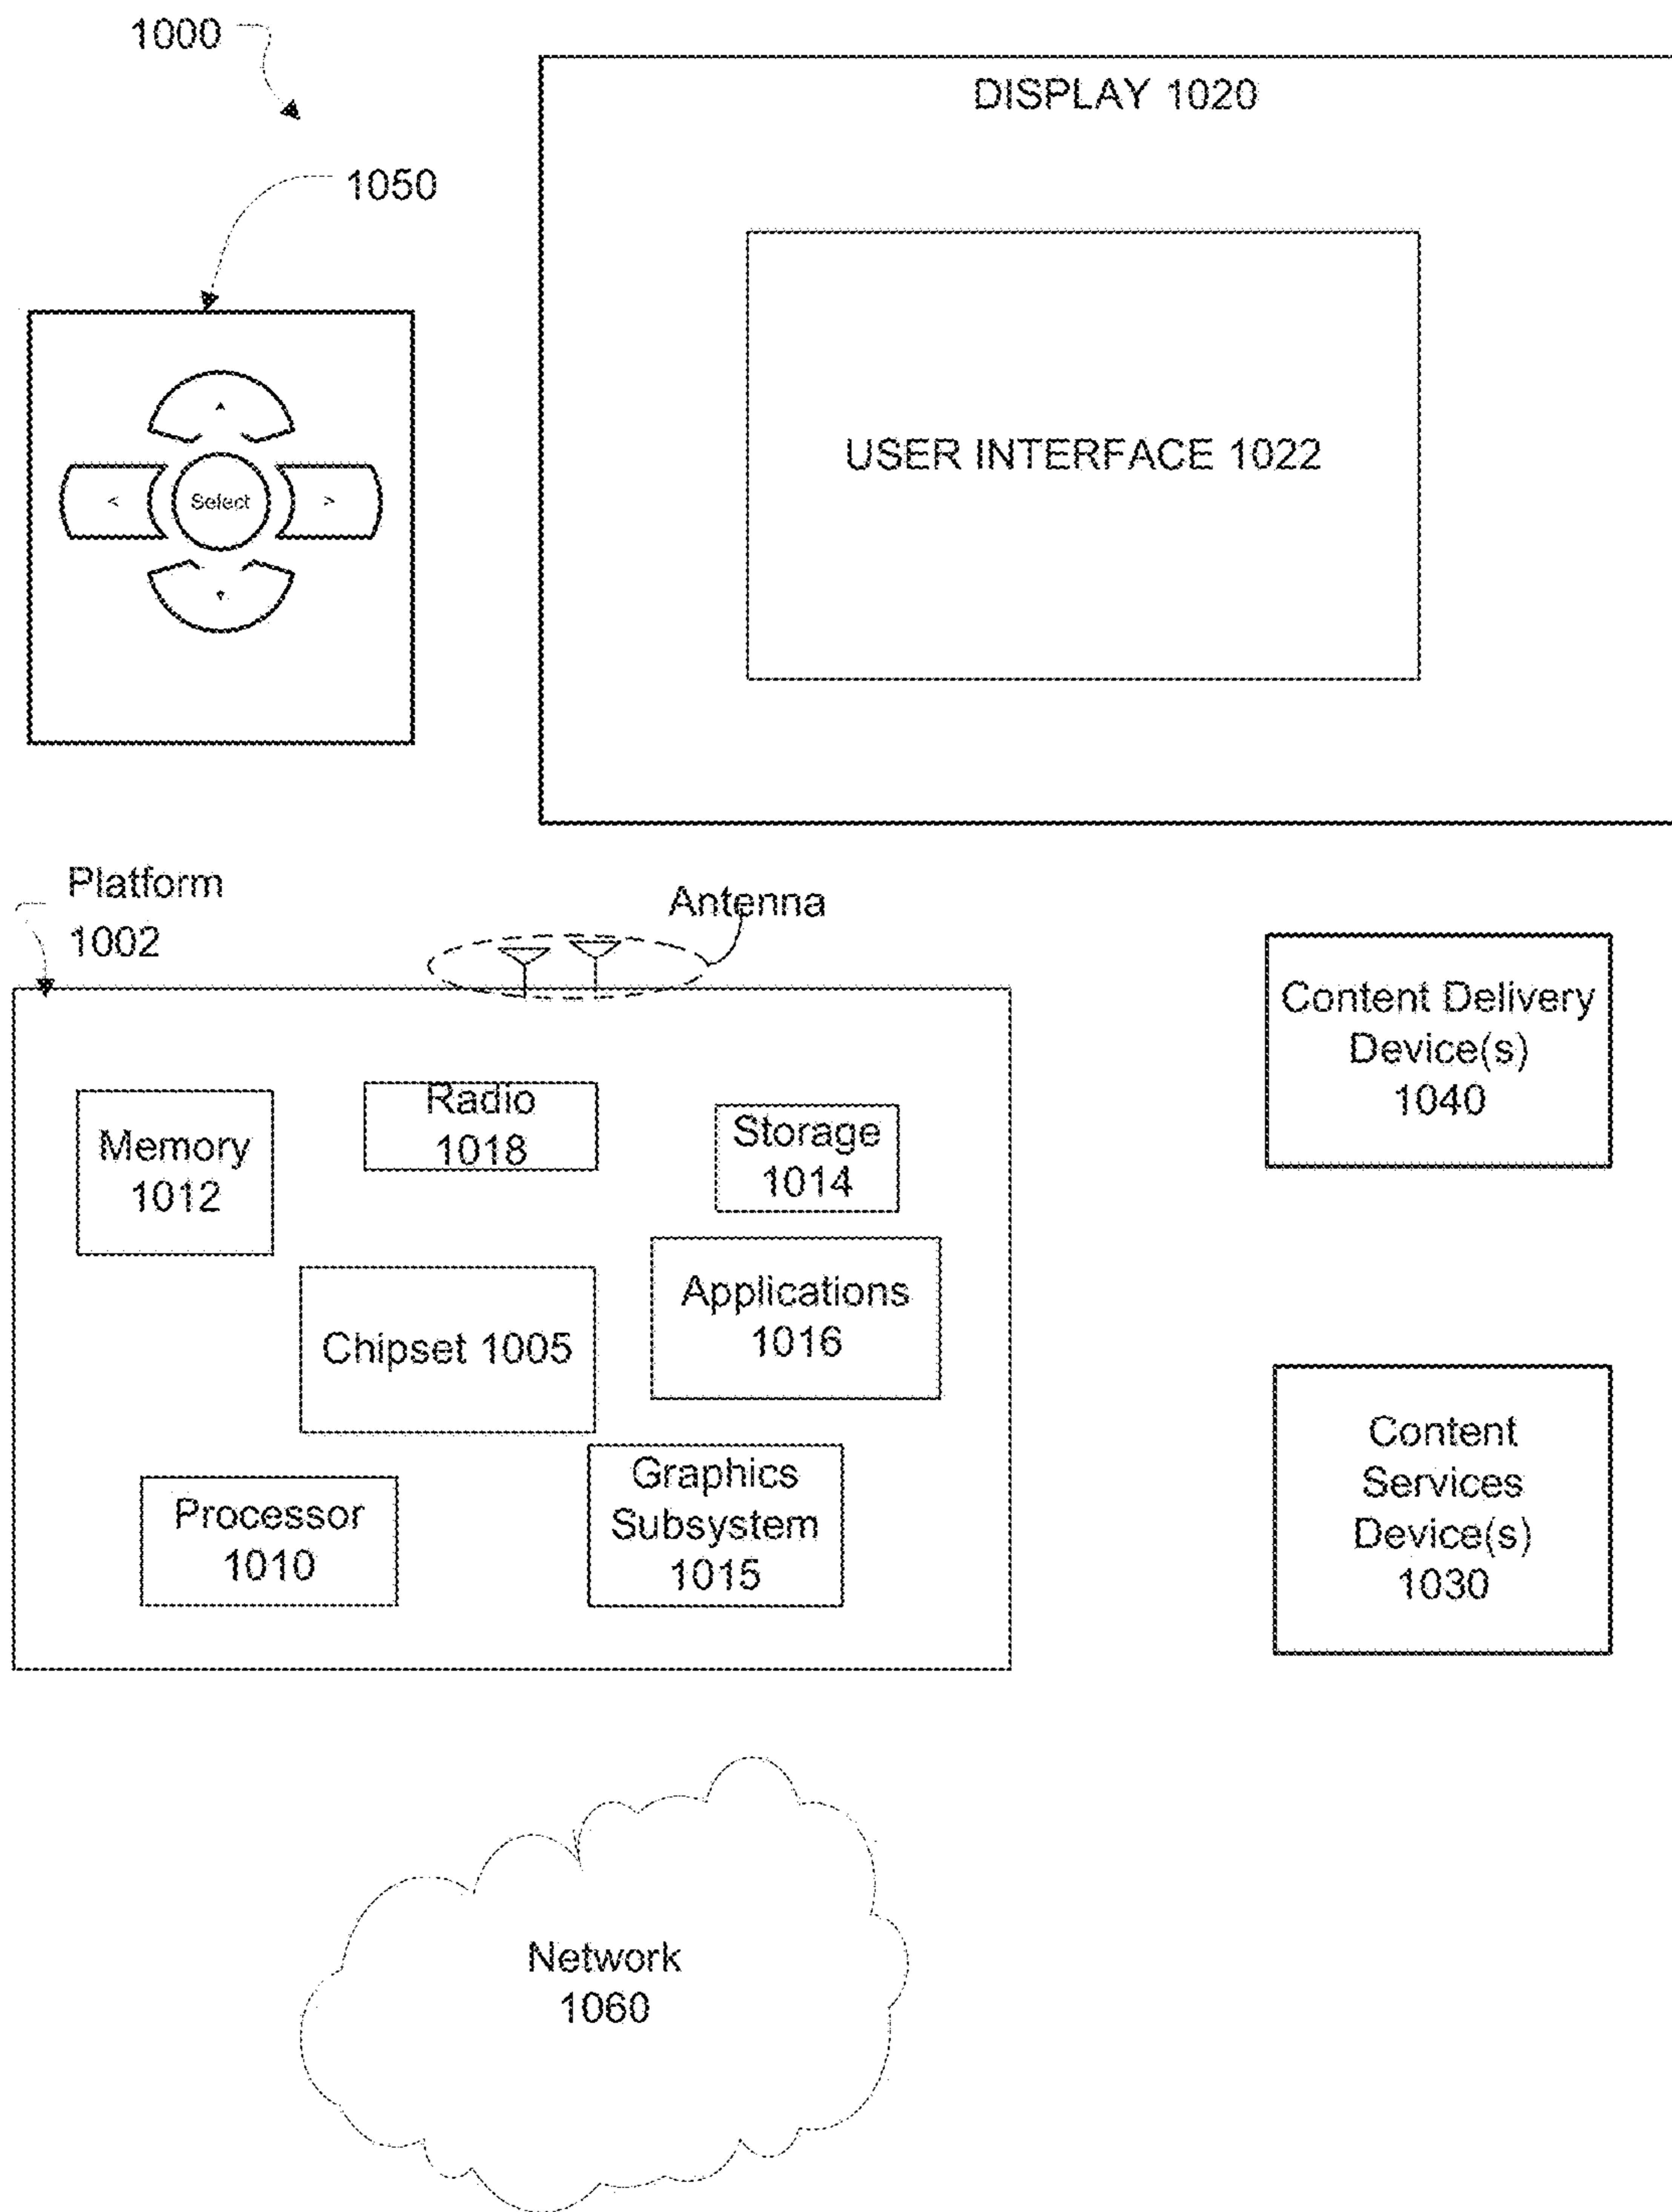 1000
DISPLAY 1020
1050
USER INTERFACE 1022
<
Select
>
Platform
1002
Antenna
Content Delivery
Device(s)
1040
Memory
1012
Radio
1018
Storage
1014
Chipset 1005
Applications
1016
Content
Services
Device(s)
1030
Processor
1010
Graphics
Subsystem
1015
Network
1060